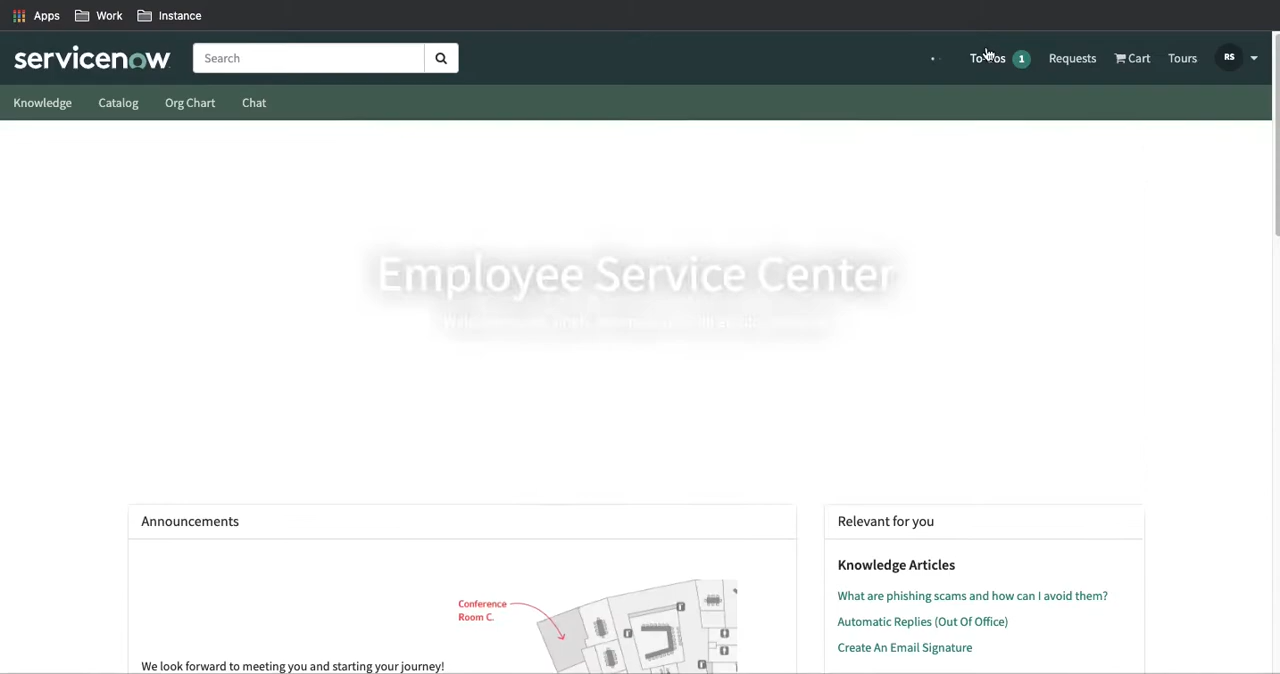 Apps Work Instance
servicenow Search To-Dos 1 Requests Cart Tours RS
Knowledge Catalog Org Chart Chat
Employee Service Center
Announcements
Conference
Room C.
We look forward to meeting you and starting your journey!
Relevant for you
Knowledge Articles
What are phishing scams and how can I avoid them?
Automatic Replies (Out Of Office)
Create An Email Signature